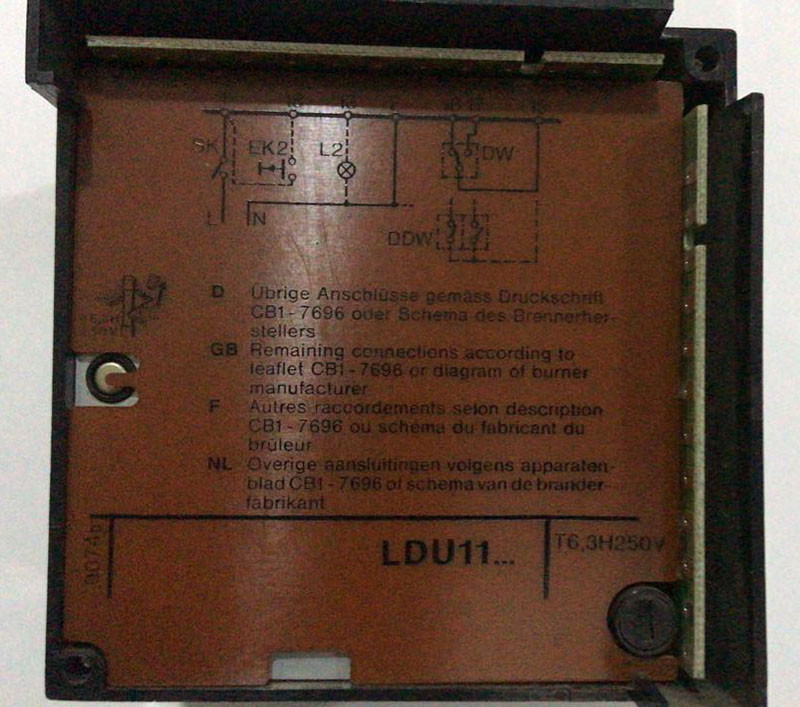 SK EK2 L2 DW
L N
DDW
D Übrige Anschlüsse gemäss Druckschrift
CB1-7696 oder Schema des Brennerher-
stellers
GB Remaining connections according to
leaflet CB1-7696 or diagram of burner
manufacturer
F Autres raccordements selon description
CB1-7696 ou schéma du fabricant du
brûleur
NL Overige aansluitingen volgens apparaten-
blad CB1-7696 of schema van de brander-
fabrikant
LDU11...
T6,3H250V